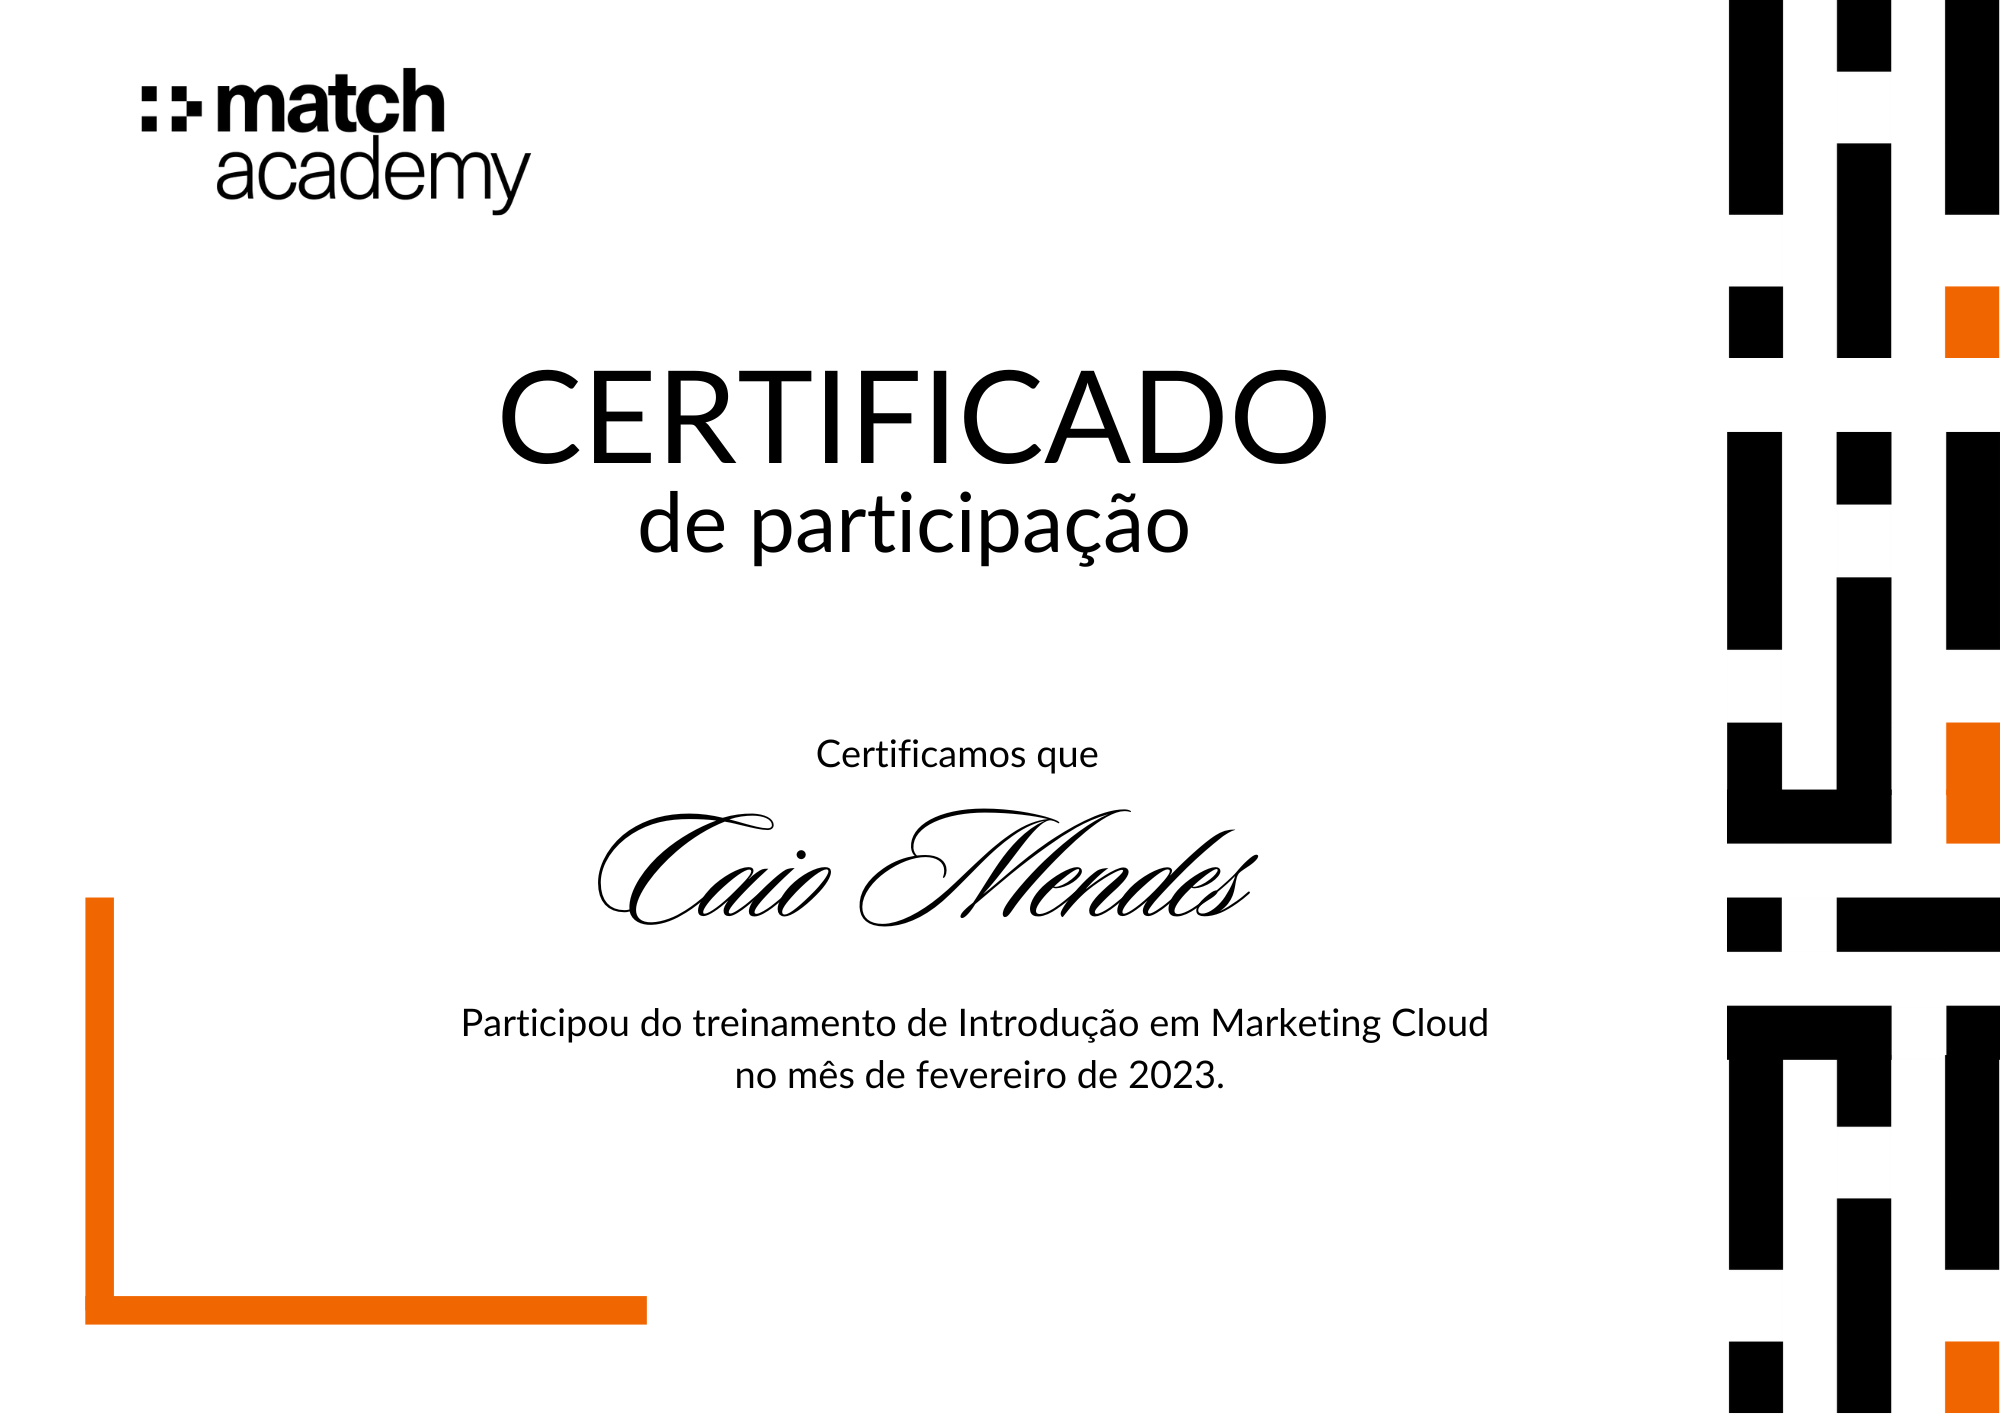 match
academy
CERTIFICADO
de participação
Certificamos que
Caio Mendes
Participou do treinamento de Introdução em Marketing Cloud
no mês de fevereiro de 2023.